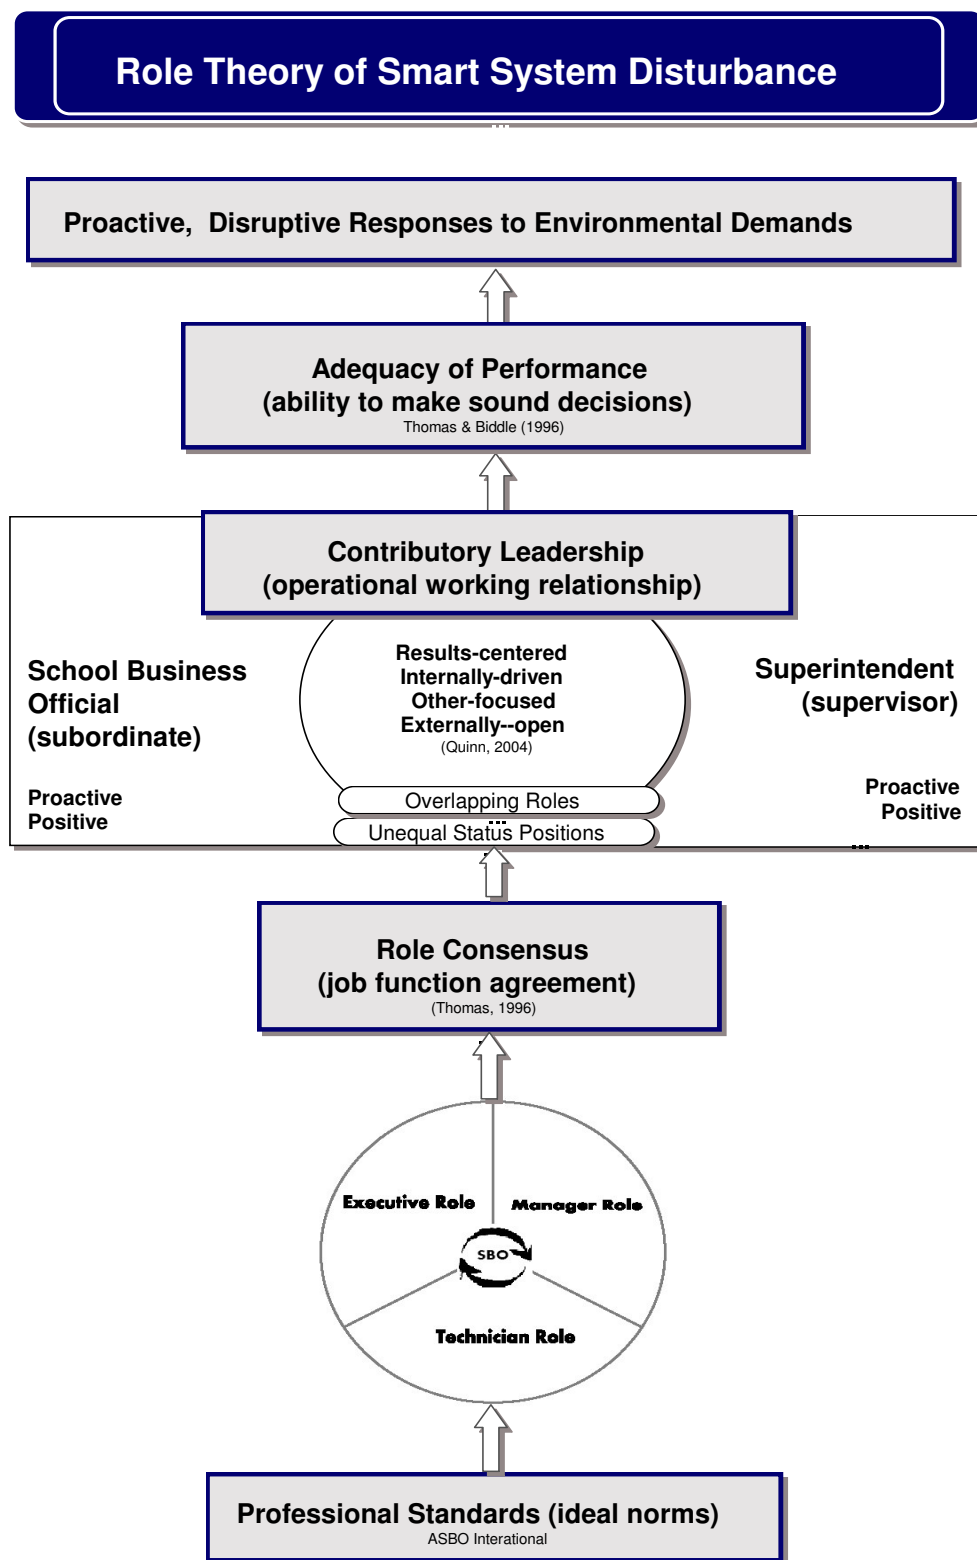 Role Theory of Smart System Disturbance
Proactive,  Disruptive Responses to Environmental Demands
Adequacy of Performance
(ability to make sound decisions)
Thomas & Biddle (1996)
Contributory Leadership
(operational working relationship)
School Business
Official
(subordinate)
Proactive
Positive
Results-centered
Internally-driven
Other-focused
Externally--open
(Quinn, 2004)
Overlapping Roles
Unequal Status Positions
Superintendent
(supervisor)
Proactive
Positive
Role Consensus
(job function agreement)
(Thomas, 1996)
Executive Role
Manager Role
SBO
Technician Role
Professional Standards (ideal norms)
ASBO Interational